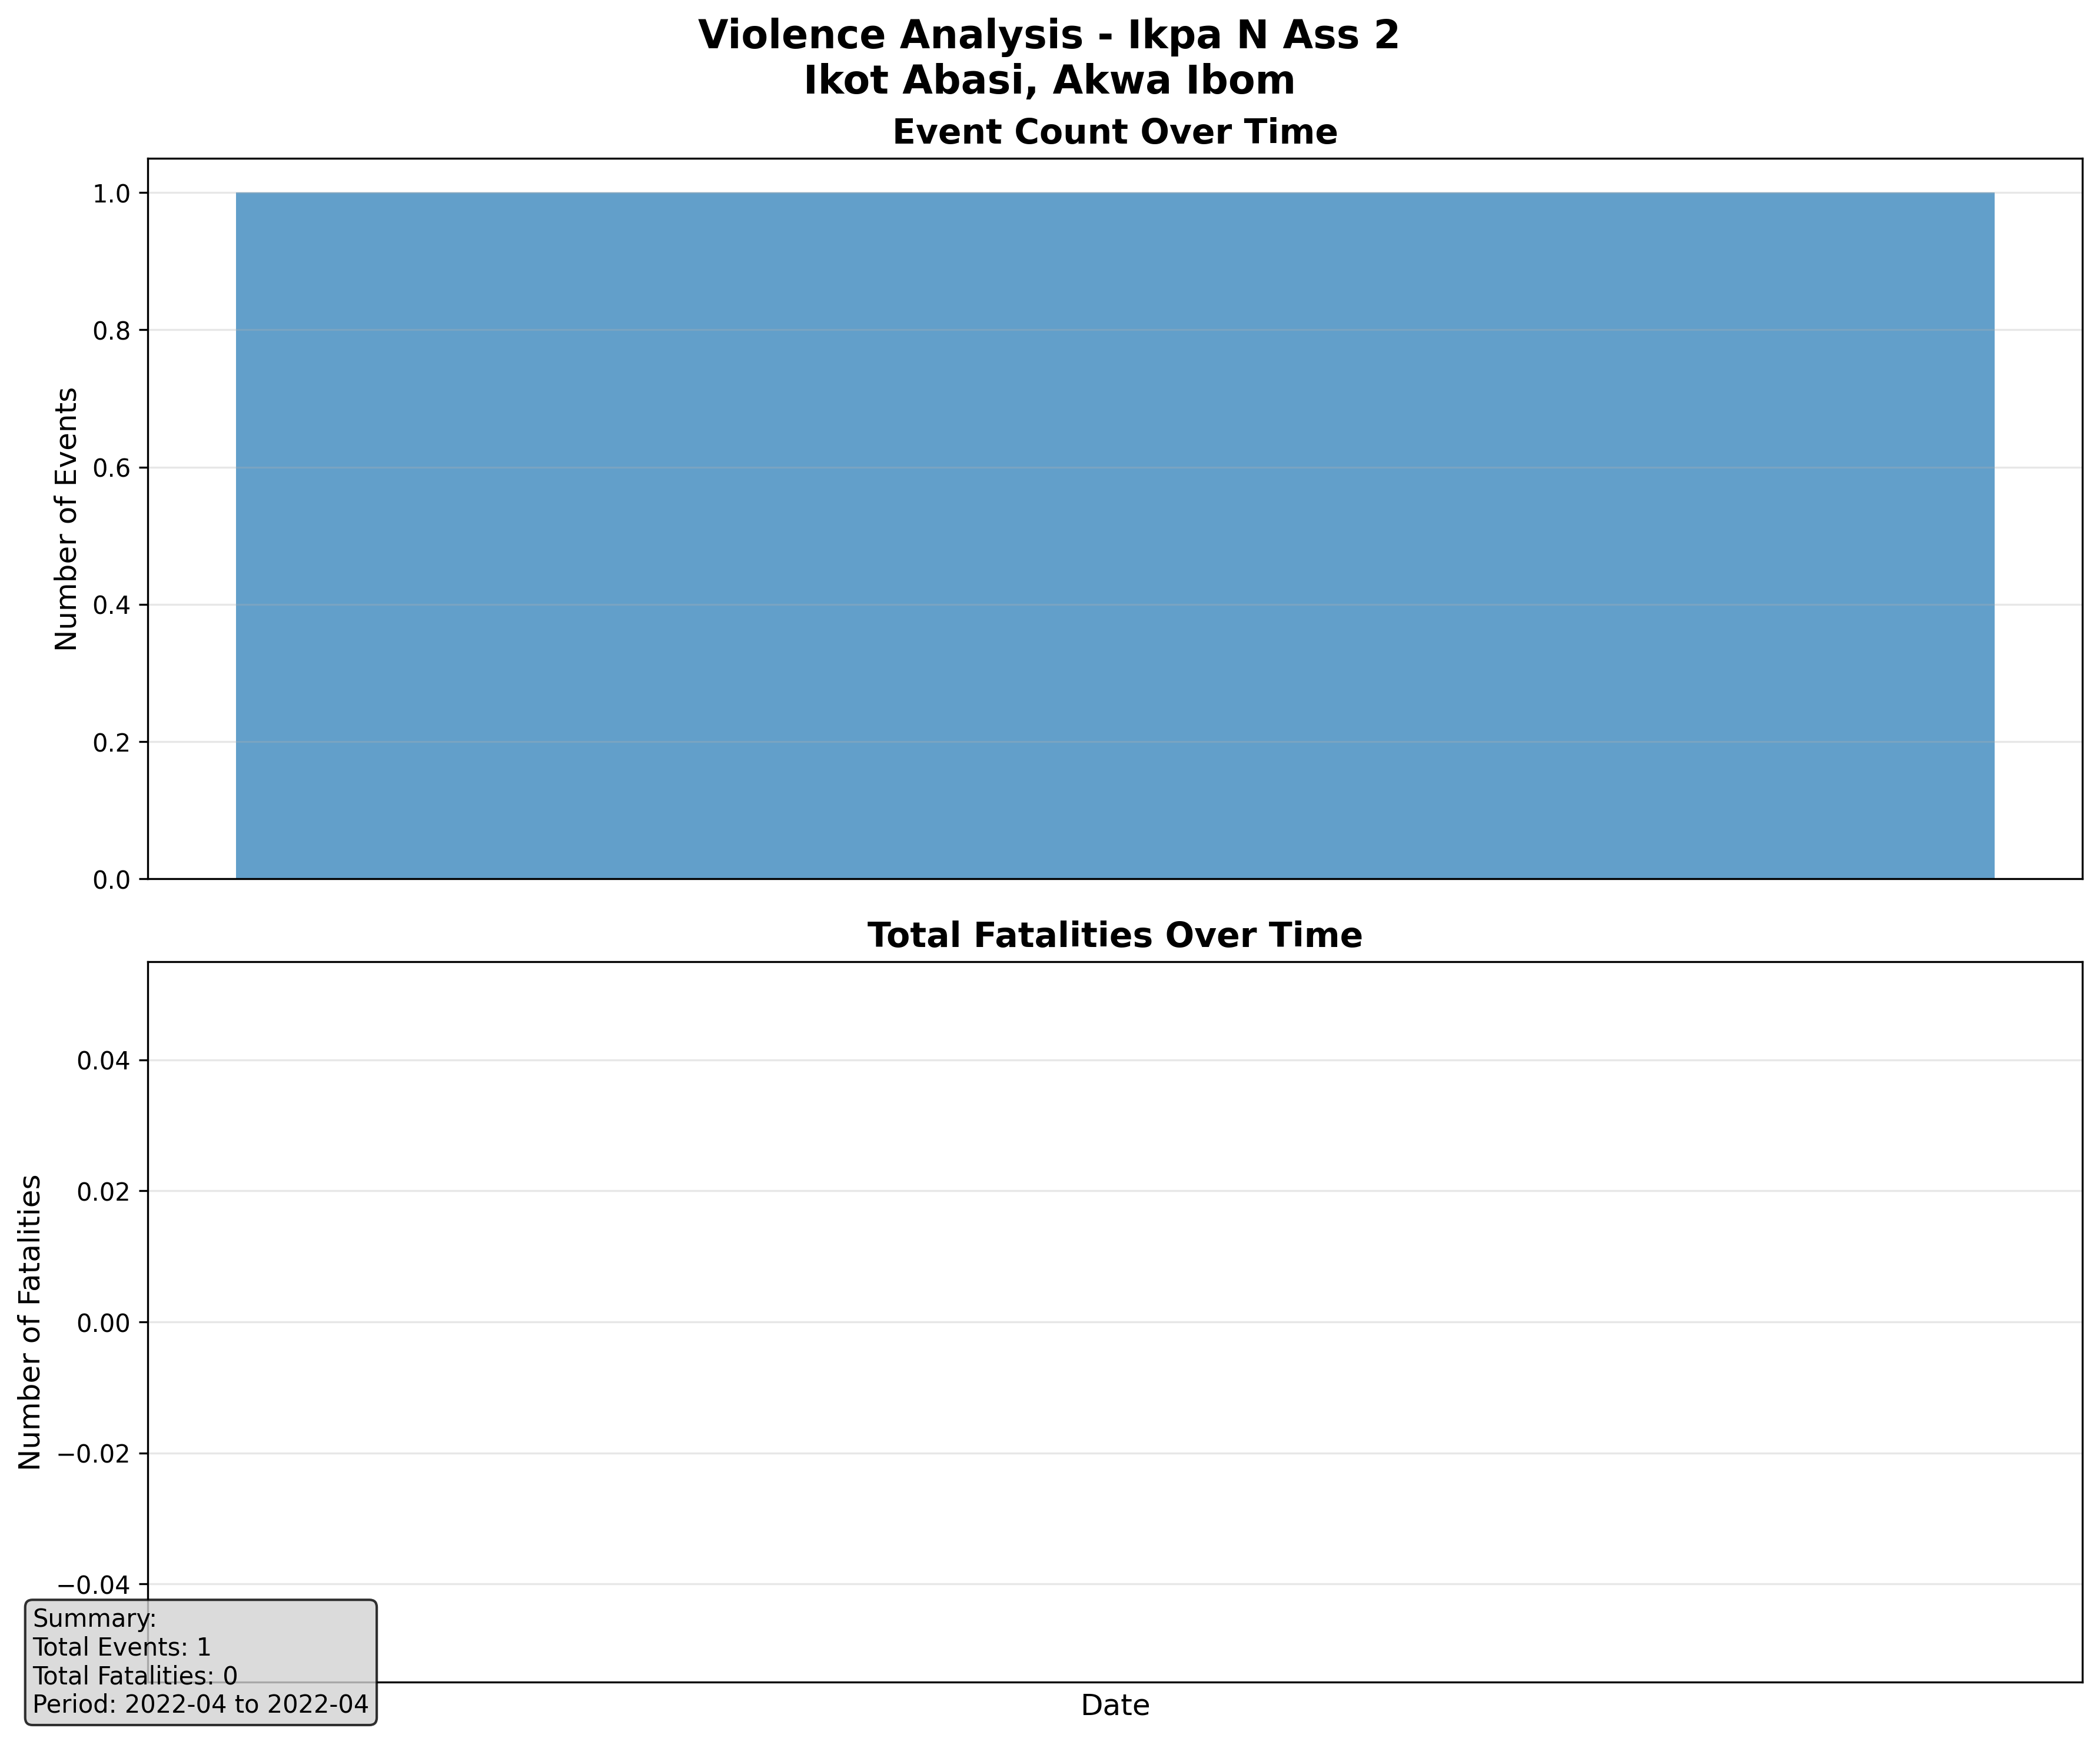 Violence Analysis - Ikpa N Ass 2
Ikot Abasi, Akwa Ibom
Event Count Over Time
1.0
0.8
0.6
0.4
0.2
0.0
Number of Events
Total Fatalities Over Time
0.04
0.02
0.00
−0.02
−0.04
Number of Fatalities
Summary:
Total Events: 1
Total Fatalities: 0
Period: 2022-04 to 2022-04
Date